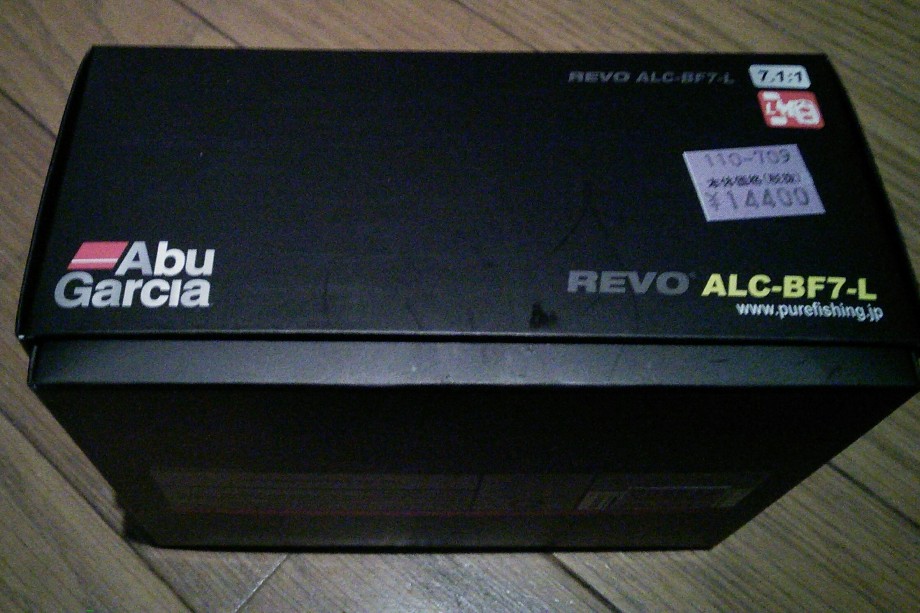 REVO ALC-BF7-L 7.1:1
110-709
本体価格(税抜)
¥14400
Abu
Garcia
REVO® ALC-BF7-L
www.purefishing.jp